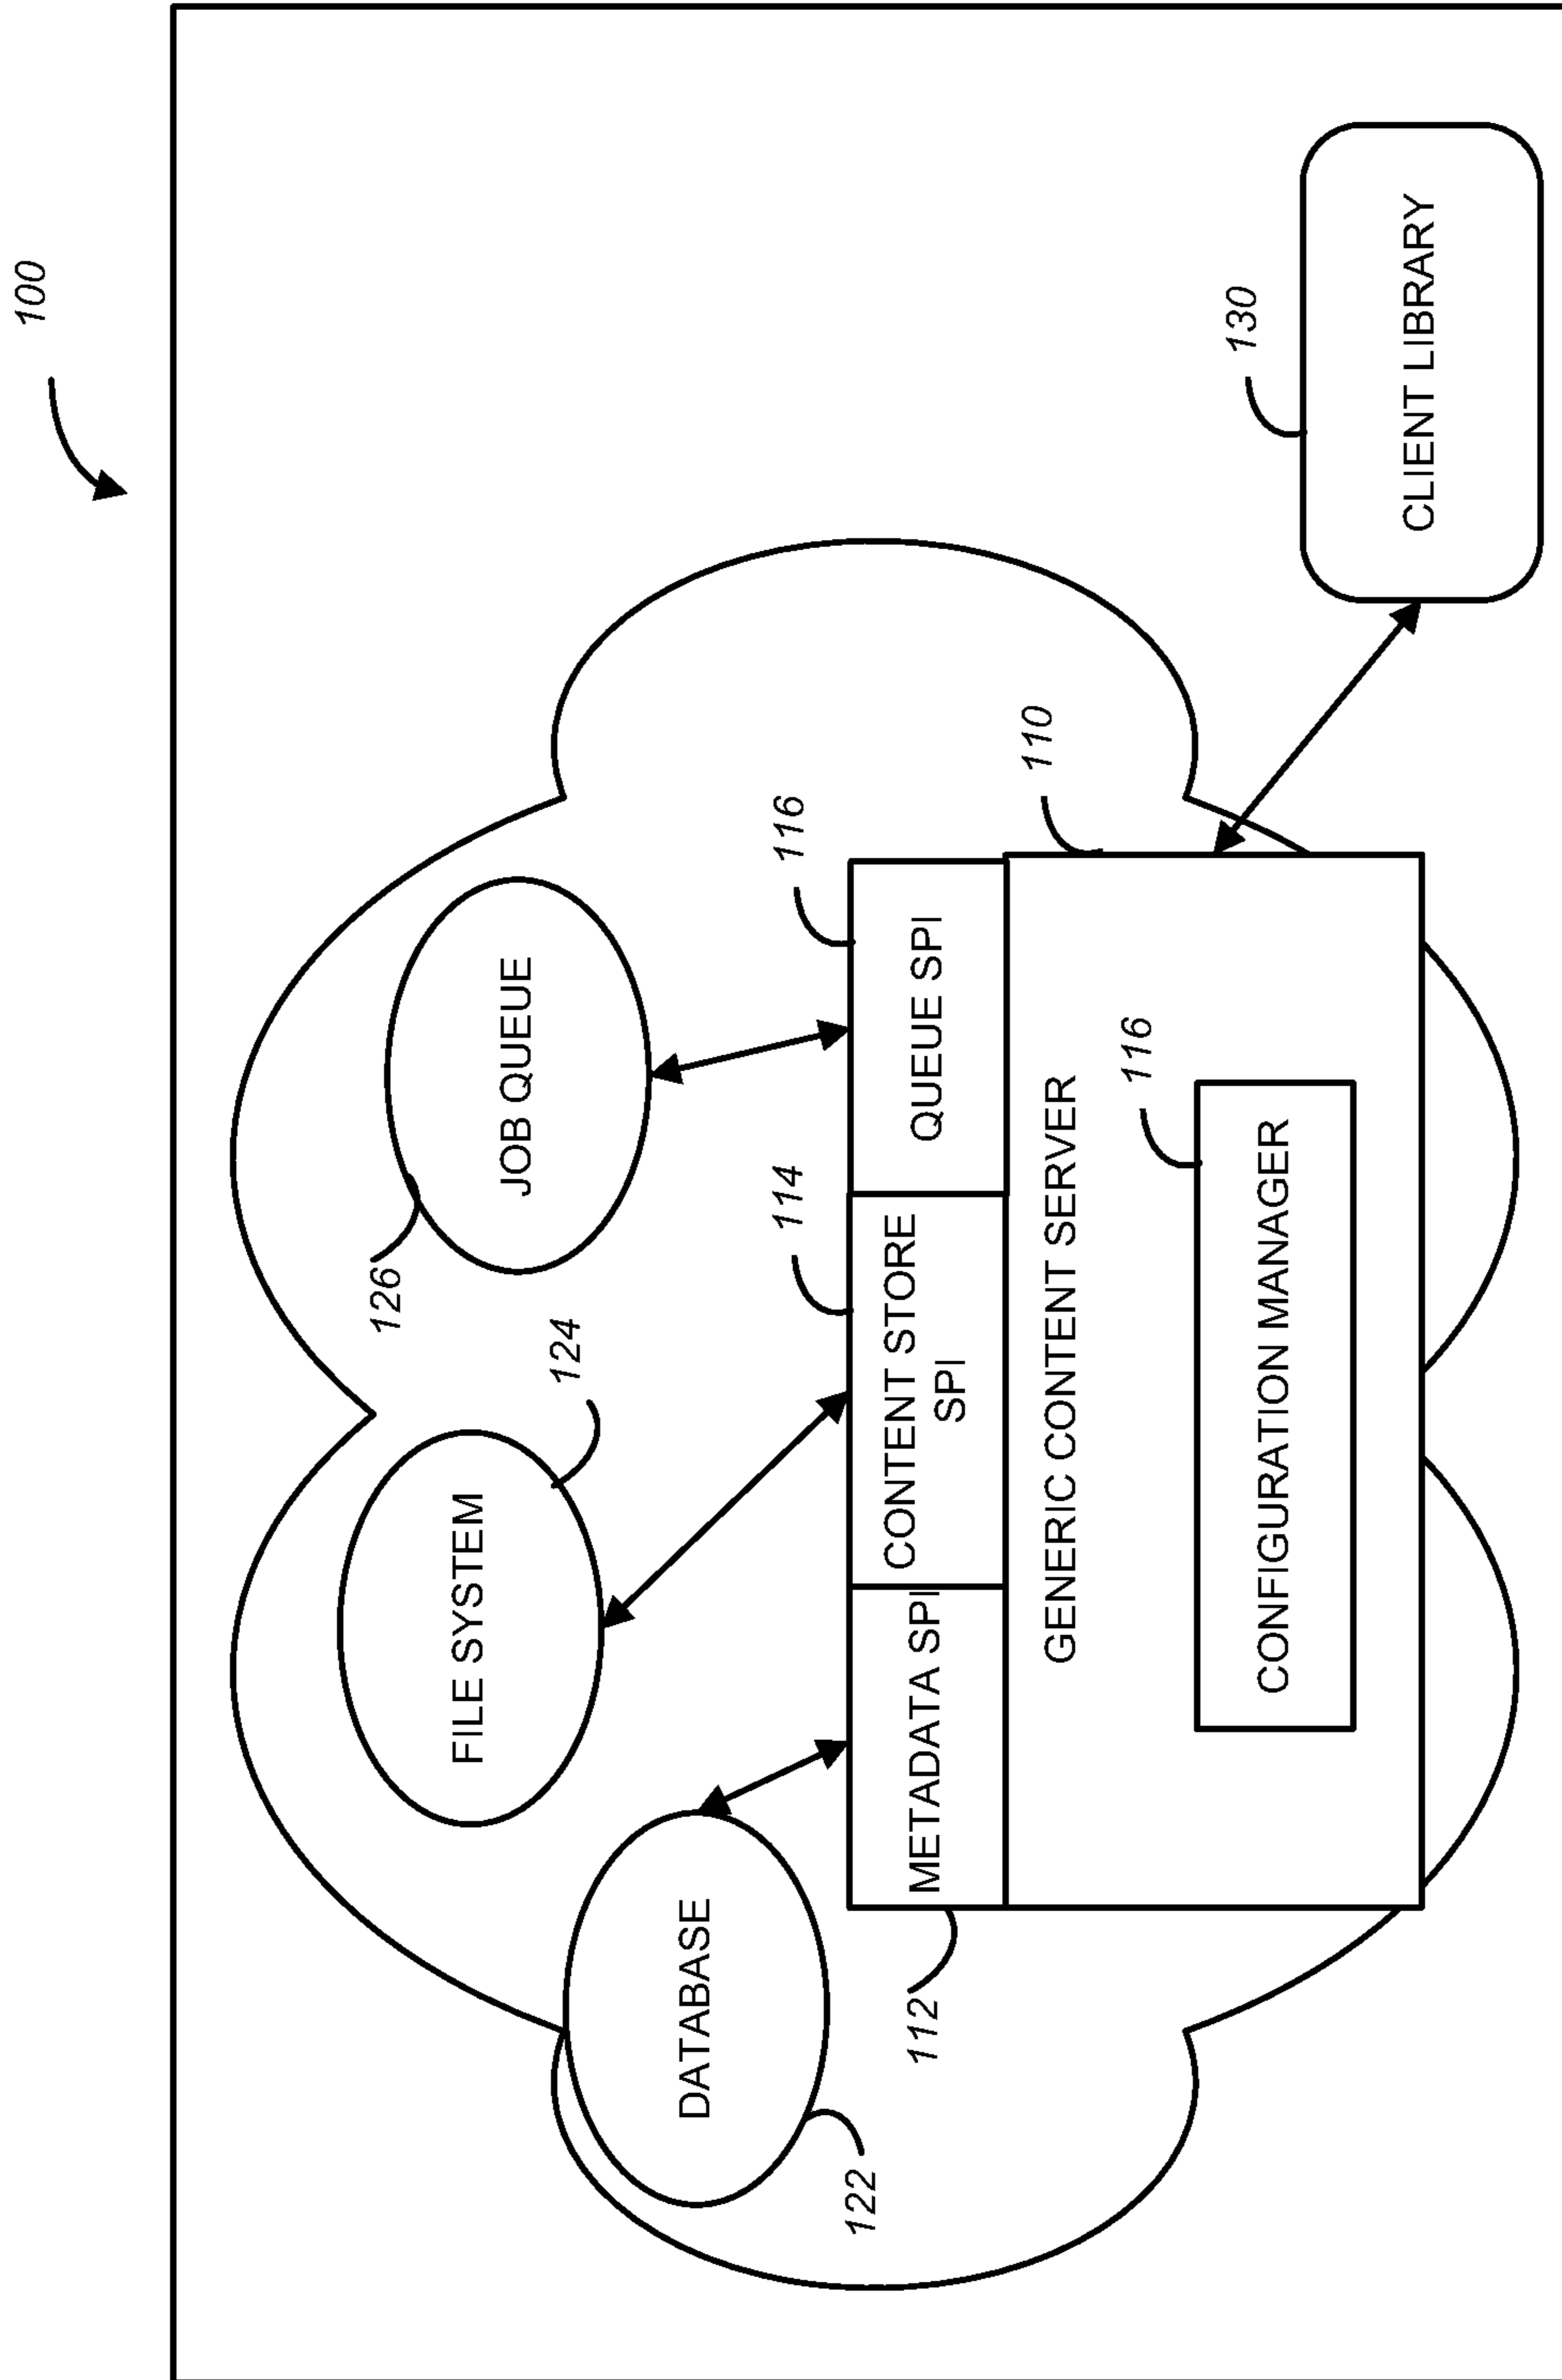 100
JOB QUEUE
126
FILE SYSTEM
124
DATABASE
122
METADATA SPI
112
CONTENT STORE
SPI
114
QUEUE SPI
116
GENERIC CONTENT SERVER
110
CONFIGURATION MANAGER
116
CLIENT LIBRARY
130